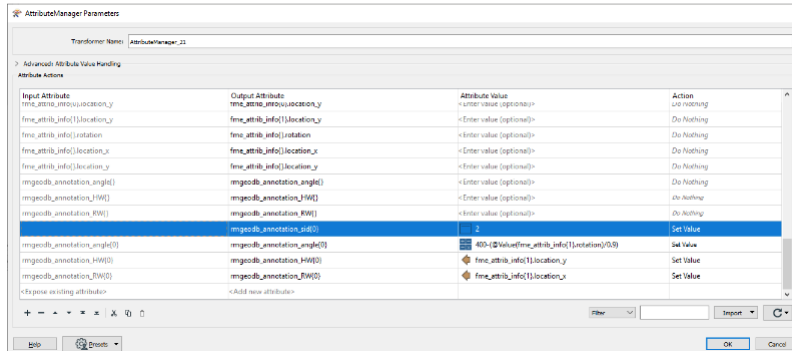 AttributeManager Parameters
Transformer Name: AttributeManager_21
> Advanced: Attribute Value Handling
Attribute Actions
Input Attribute Output Attribute Attribute Value Action
fme_attrib_info{0}.location_y fme_attrib_info{0}.location_y <Enter value (optional)> Do Nothing
fme_attrib_info{1}.location_y fme_attrib_info{1}.location_y <Enter value (optional)> Do Nothing
fme_attrib_info{}.rotation fme_attrib_info{}.rotation <Enter value (optional)> Do Nothing
fme_attrib_info{}.location_x fme_attrib_info{}.location_x <Enter value (optional)> Do Nothing
fme_attrib_info{}.location_y fme_attrib_info{}.location_y <Enter value (optional)> Do Nothing
rmgeodb_annotation_angle{} rmgeodb_annotation_angle{} <Enter value (optional)> Do Nothing
rmgeodb_annotation_HW{} rmgeodb_annotation_HW{} <Enter value (optional)> Do Nothing
rmgeodb_annotation_RW{} rmgeodb_annotation_RW{} <Enter value (optional)> Do Nothing
rmgeodb_annotation_sid{0} 2 Set Value
rmgeodb_annotation_angle{0} rmgeodb_annotation_angle{0} 400-(@Value(fme_attrib_info{1}.rotation)/0.9) Set Value
rmgeodb_annotation_HW{0} rmgeodb_annotation_HW{0} fme_attrib_info{1}.location_y Set Value
rmgeodb_annotation_RW{0} rmgeodb_annotation_RW{0} fme_attrib_info{1}.location_x Set Value
<Expose existing attribute> <Add new attribute>
Filter Import
Help Presets OK Cancel